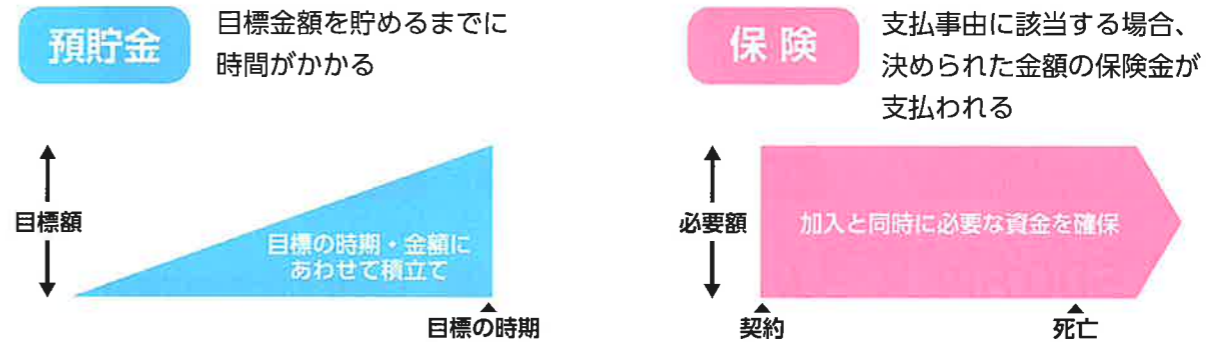 預貯金
目標金額を貯めるまでに
時間がかかる
目標額
目標の時期・金額に
あわせて積立て
目標の時期
保険
支払事由に該当する場合、
決められた金額の保険金が
支払われる
必要額
加入と同時に必要な資金を確保
契約
死亡